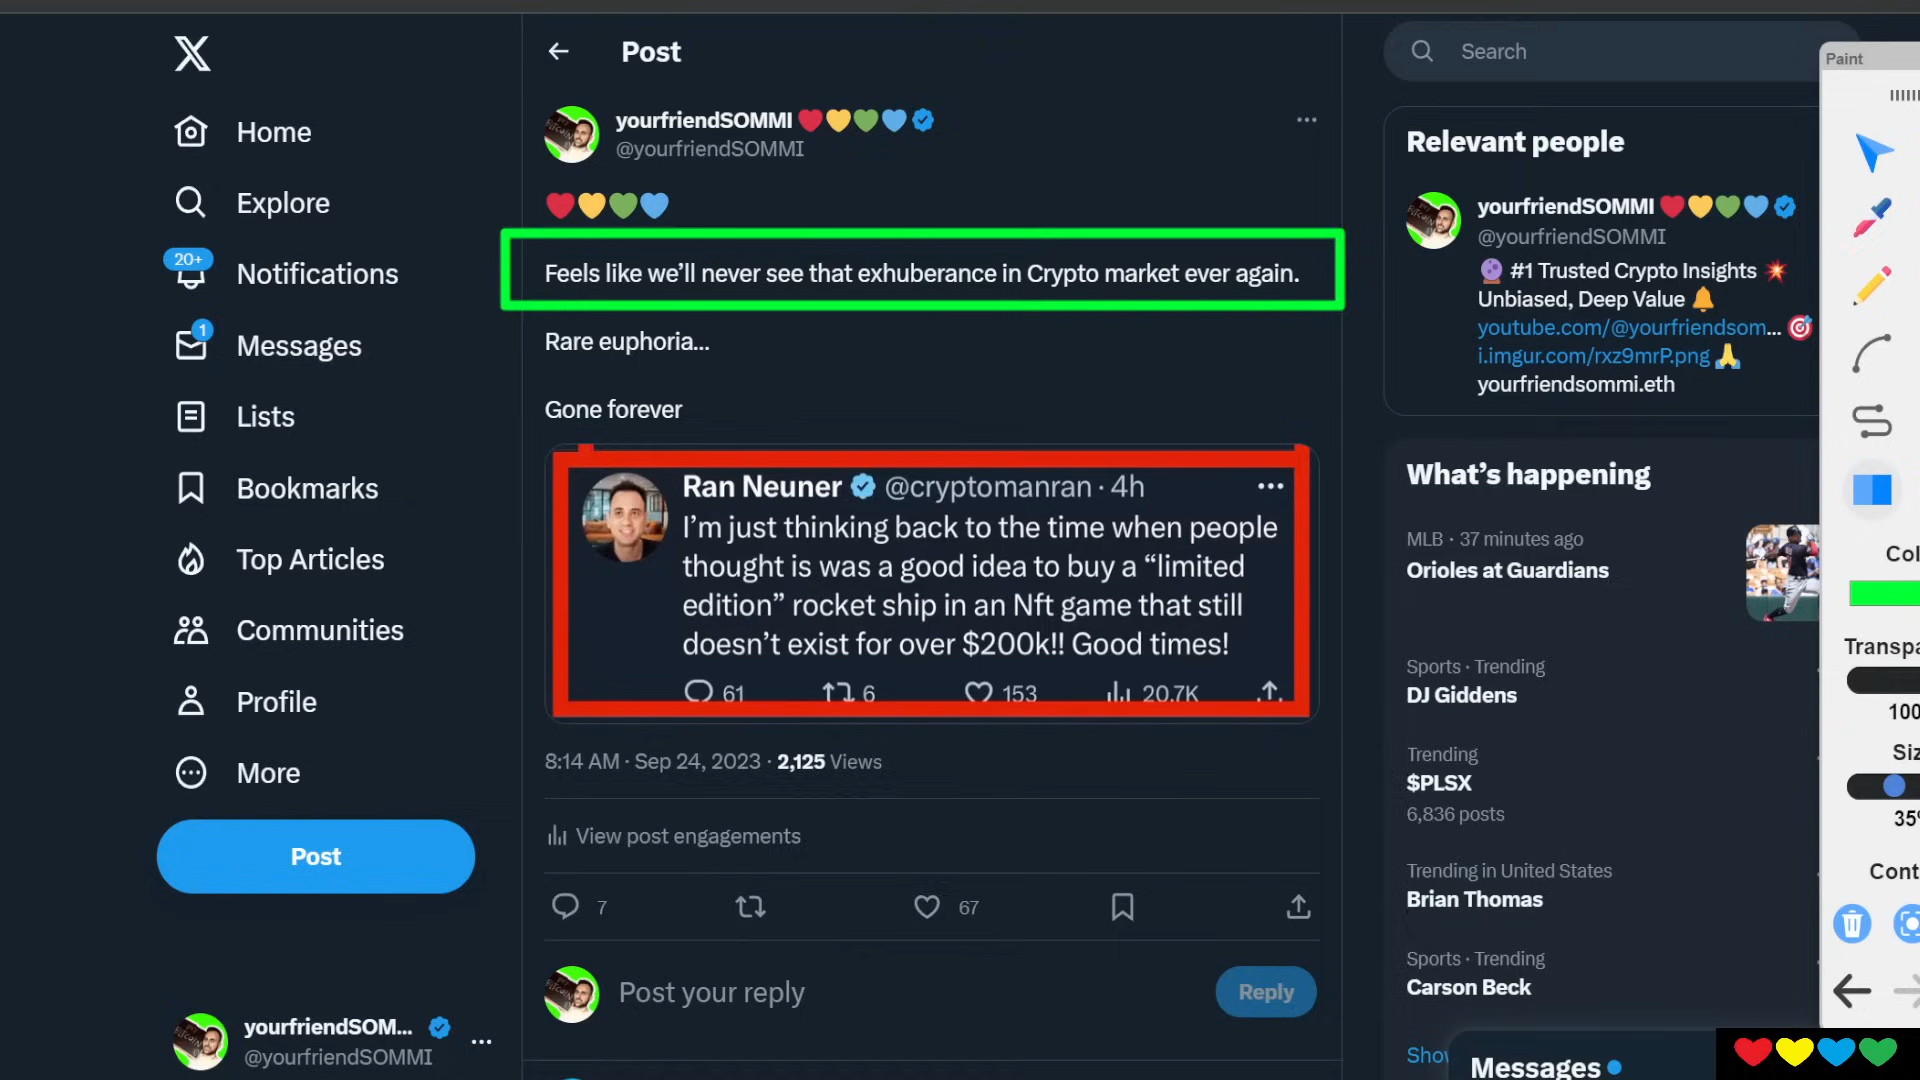 Post
Search
Paint
Home
Explore
20+
Notifications
1
Messages
Lists
Bookmarks
Top Articles
Communities
Profile
More
Post
yourfriendSOM...
@yourfriendSOMMI
yourfriendSOMMI
@yourfriendSOMMI
Feels like we’ll never see that exhuberance in Crypto market ever again.
Rare euphoria...
Gone forever
Ran Neuner @cryptomanran · 4h
I’m just thinking back to the time when people
thought is was a good idea to buy a “limited
edition” rocket ship in an Nft game that still
doesn’t exist for over $200k!! Good times!
61 6 153 20.7K
8:14 AM · Sep 24, 2023 · 2,125 Views
View post engagements
7 67
Post your reply
Reply
Relevant people
yourfriendSOMMI
@yourfriendSOMMI
#1 Trusted Crypto Insights
Unbiased, Deep Value
youtube.com/@yourfriendsom...
i.imgur.com/rxz9mrP.png
yourfriendsommi.eth
What’s happening
MLB · 37 minutes ago
Orioles at Guardians
Sports · Trending
DJ Giddens
Trending
$PLSX
6,836 posts
Trending in United States
Brian Thomas
Sports · Trending
Carson Beck
Messages